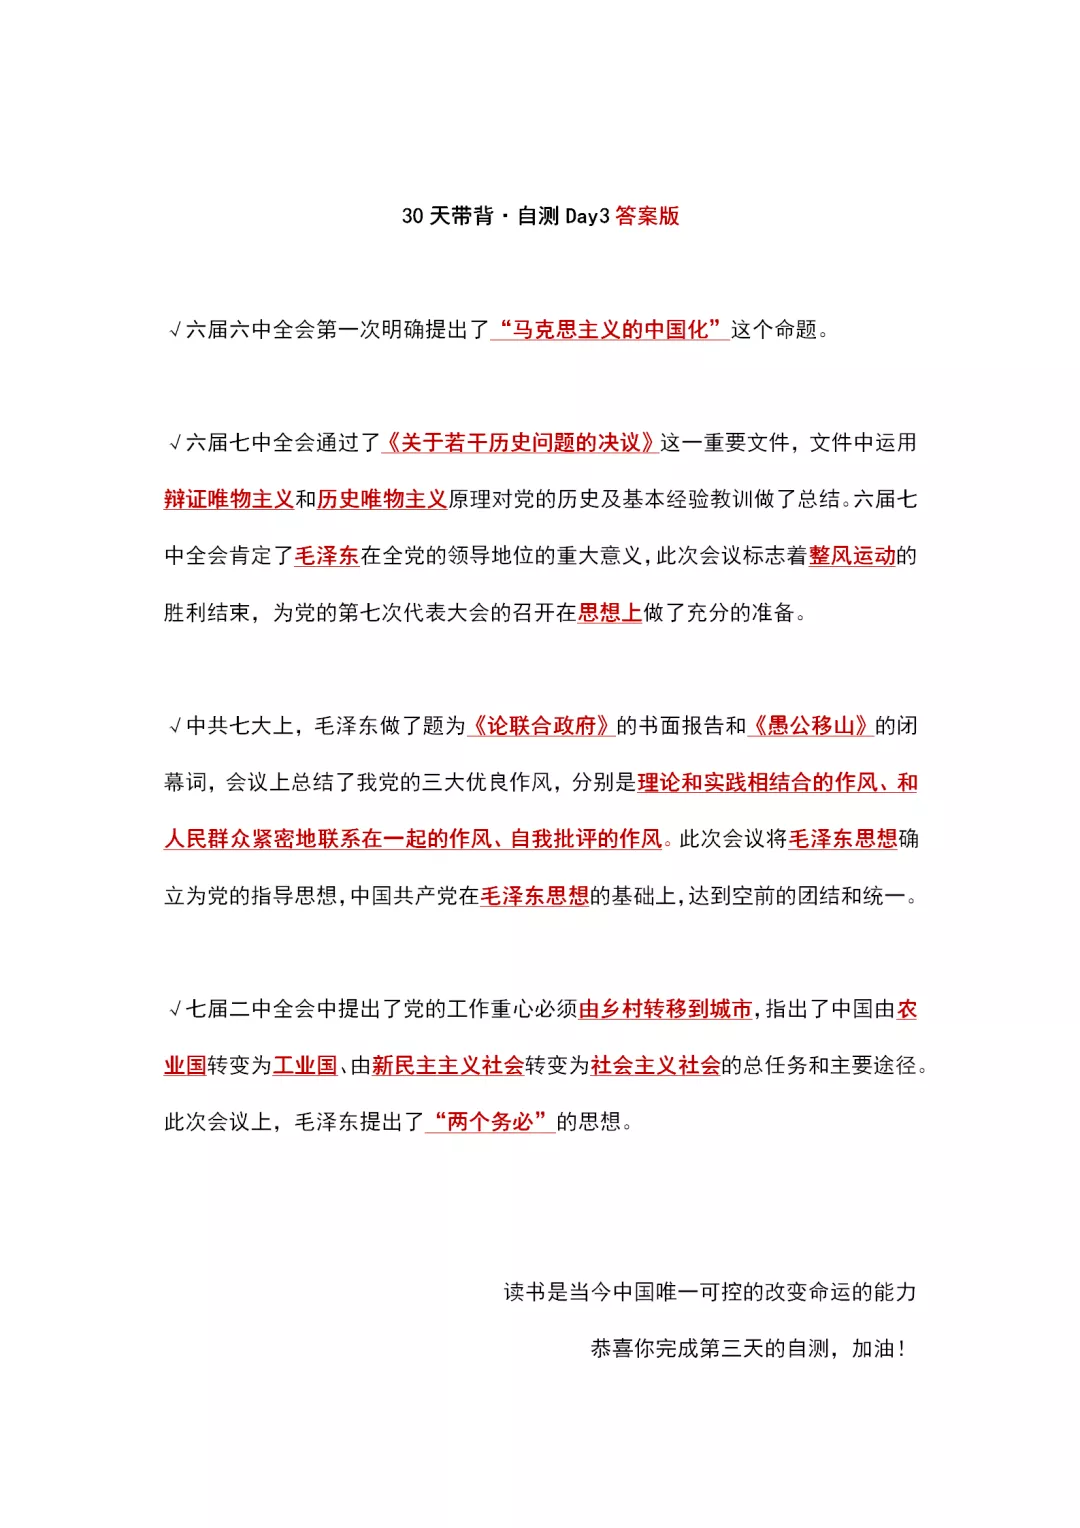 30天带背·自测Day3答案版
√六届六中全会第一次明确提出了“马克思主义的中国化”这个命题。
√六届七中全会通过了《关于若干历史问题的决议》这一重要文件，文件中运用
辩证唯物主义和历史唯物主义原理对党的历史及基本经验教训做了总结。六届七
中全会肯定了毛泽东在全党的领导地位的重大意义，此次会议标志着整风运动的
胜利结束，为党的第七次代表大会的召开在思想上做了充分的准备。
√中共七大上，毛泽东做了题为《论联合政府》的书面报告和《愚公移山》的闭
幕词，会议上总结了我党的三大优良作风，分别是理论和实践相结合的作风、和
人民群众紧密地联系在一起的作风、自我批评的作风。此次会议将毛泽东思想确
立为党的指导思想，中国共产党在毛泽东思想的基础上，达到空前的团结和统一。
√七届二中全会中提出了党的工作重心必须由乡村转移到城市，指出了中国由农
业国转变为工业国、由新民主主义社会转变为社会主义社会的总任务和主要途径。
此次会议上，毛泽东提出了“两个务必”的思想。
读书是当今中国唯一可控的改变命运的能力
恭喜你完成第三天的自测，加油！